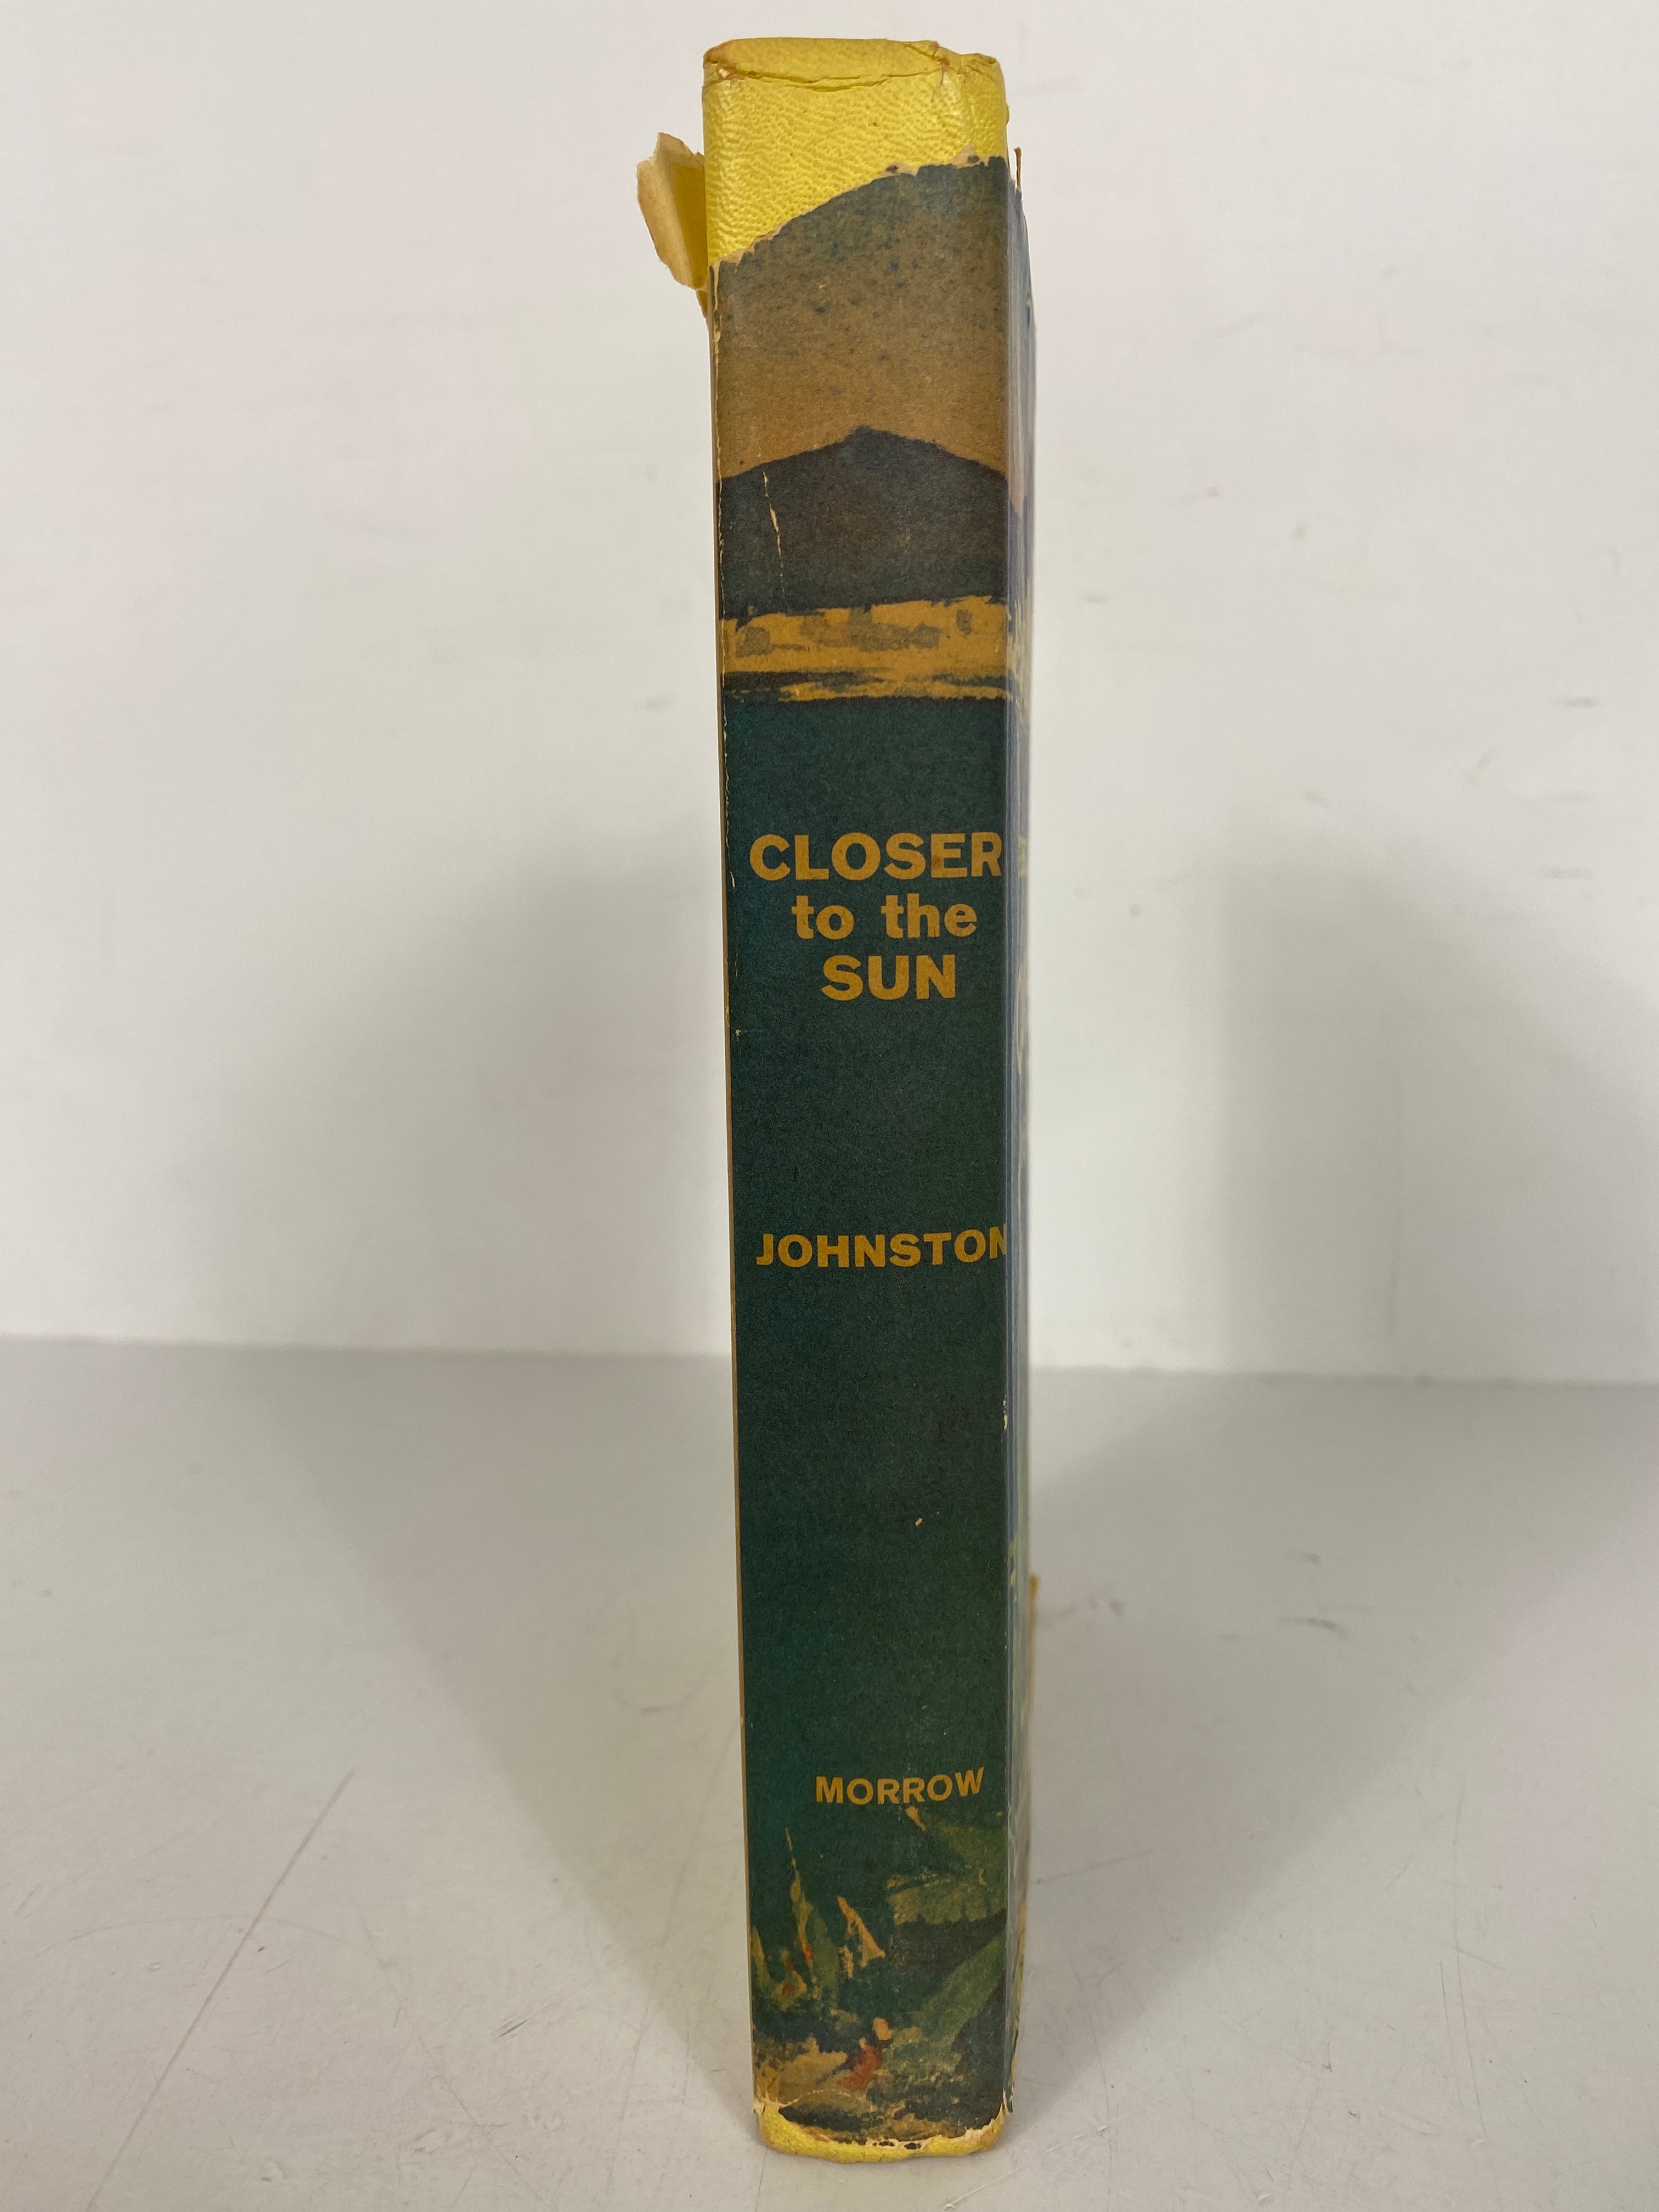 CLOSER
to the
SUN
JOHNSTON
MORROW